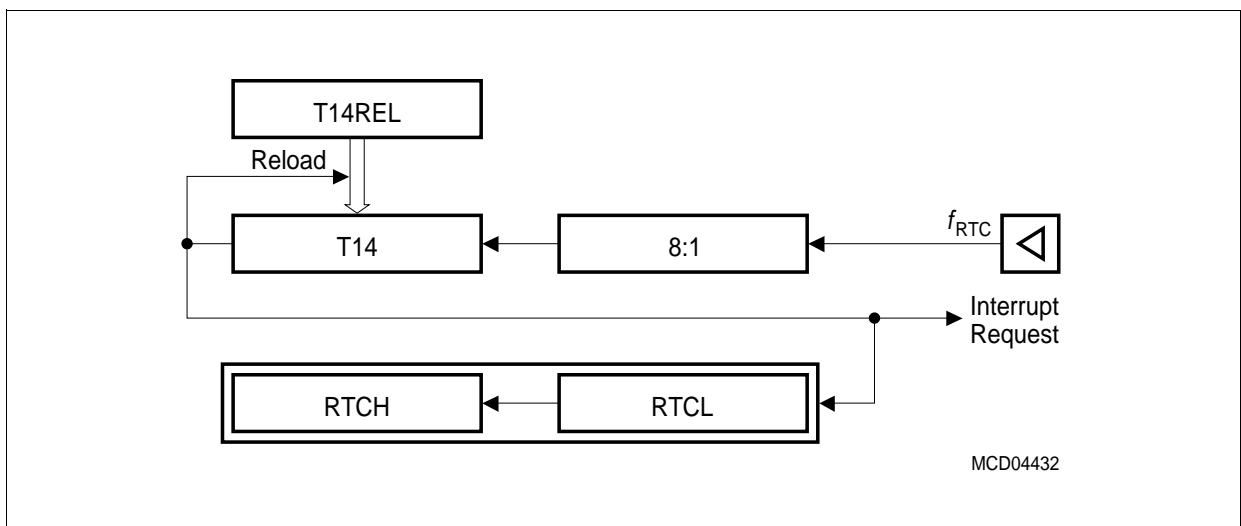 T14REL
Reload
T14
8:1
fRTC
Interrupt
Request
RTCH
RTCL
MCD04432